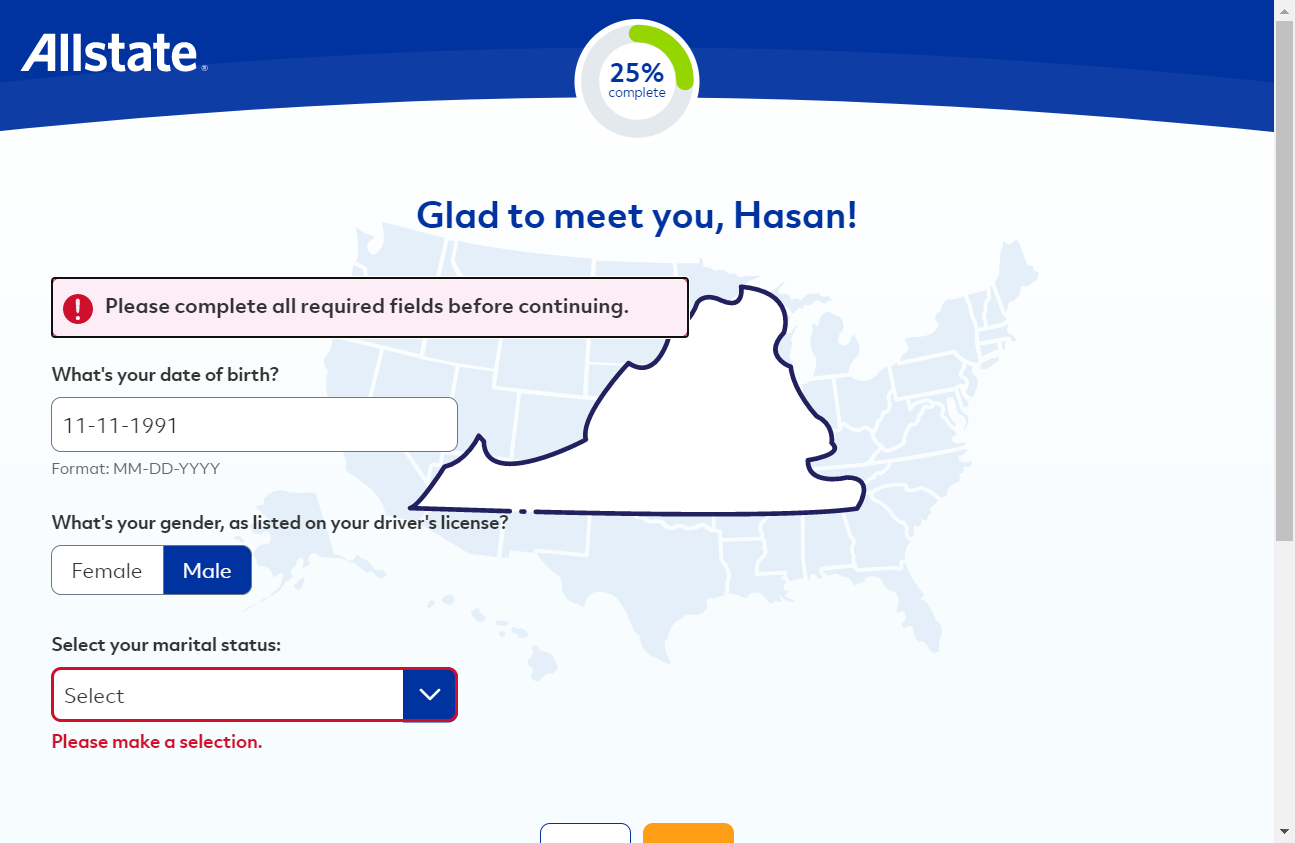 Allstate®
25%
complete
Glad to meet you, Hasan!
Please complete all required fields before continuing.
What's your date of birth?
11-11-1991
Format: MM-DD-YYYY
What's your gender, as listed on your driver's license?
Female Male
Select your marital status:
Select
Please make a selection.